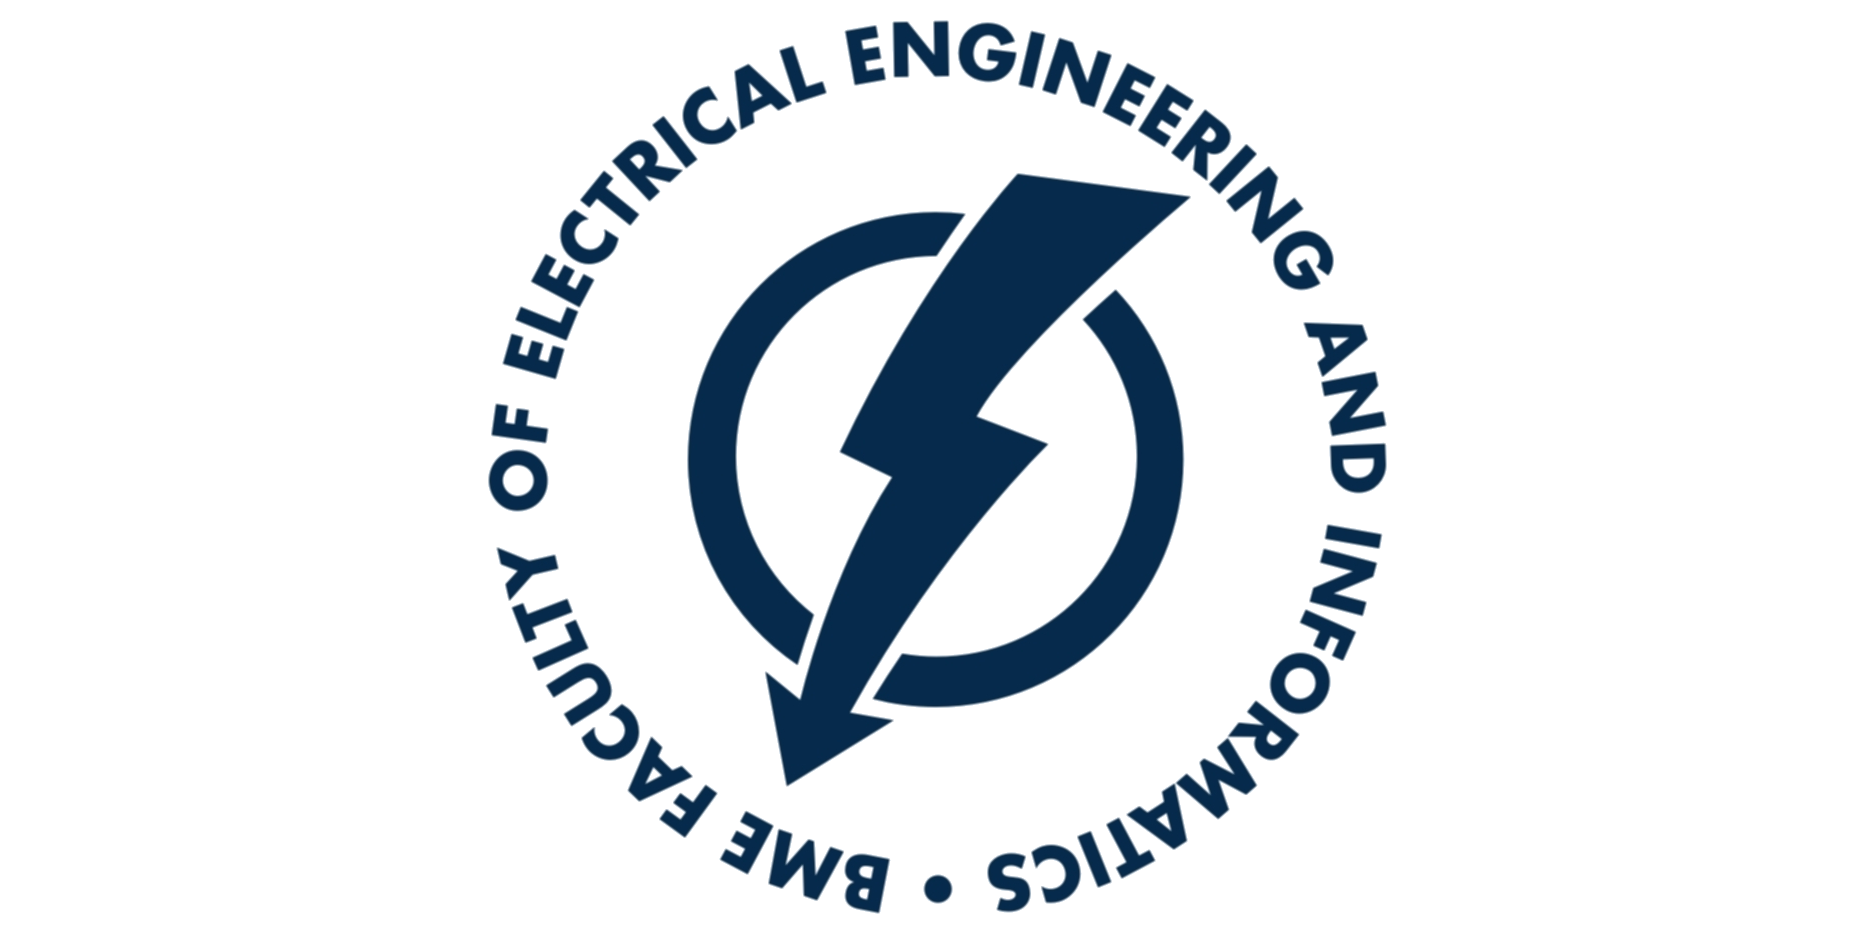 BME FACULTY OF ELECTRICAL ENGINEERING AND INFORMATICS •